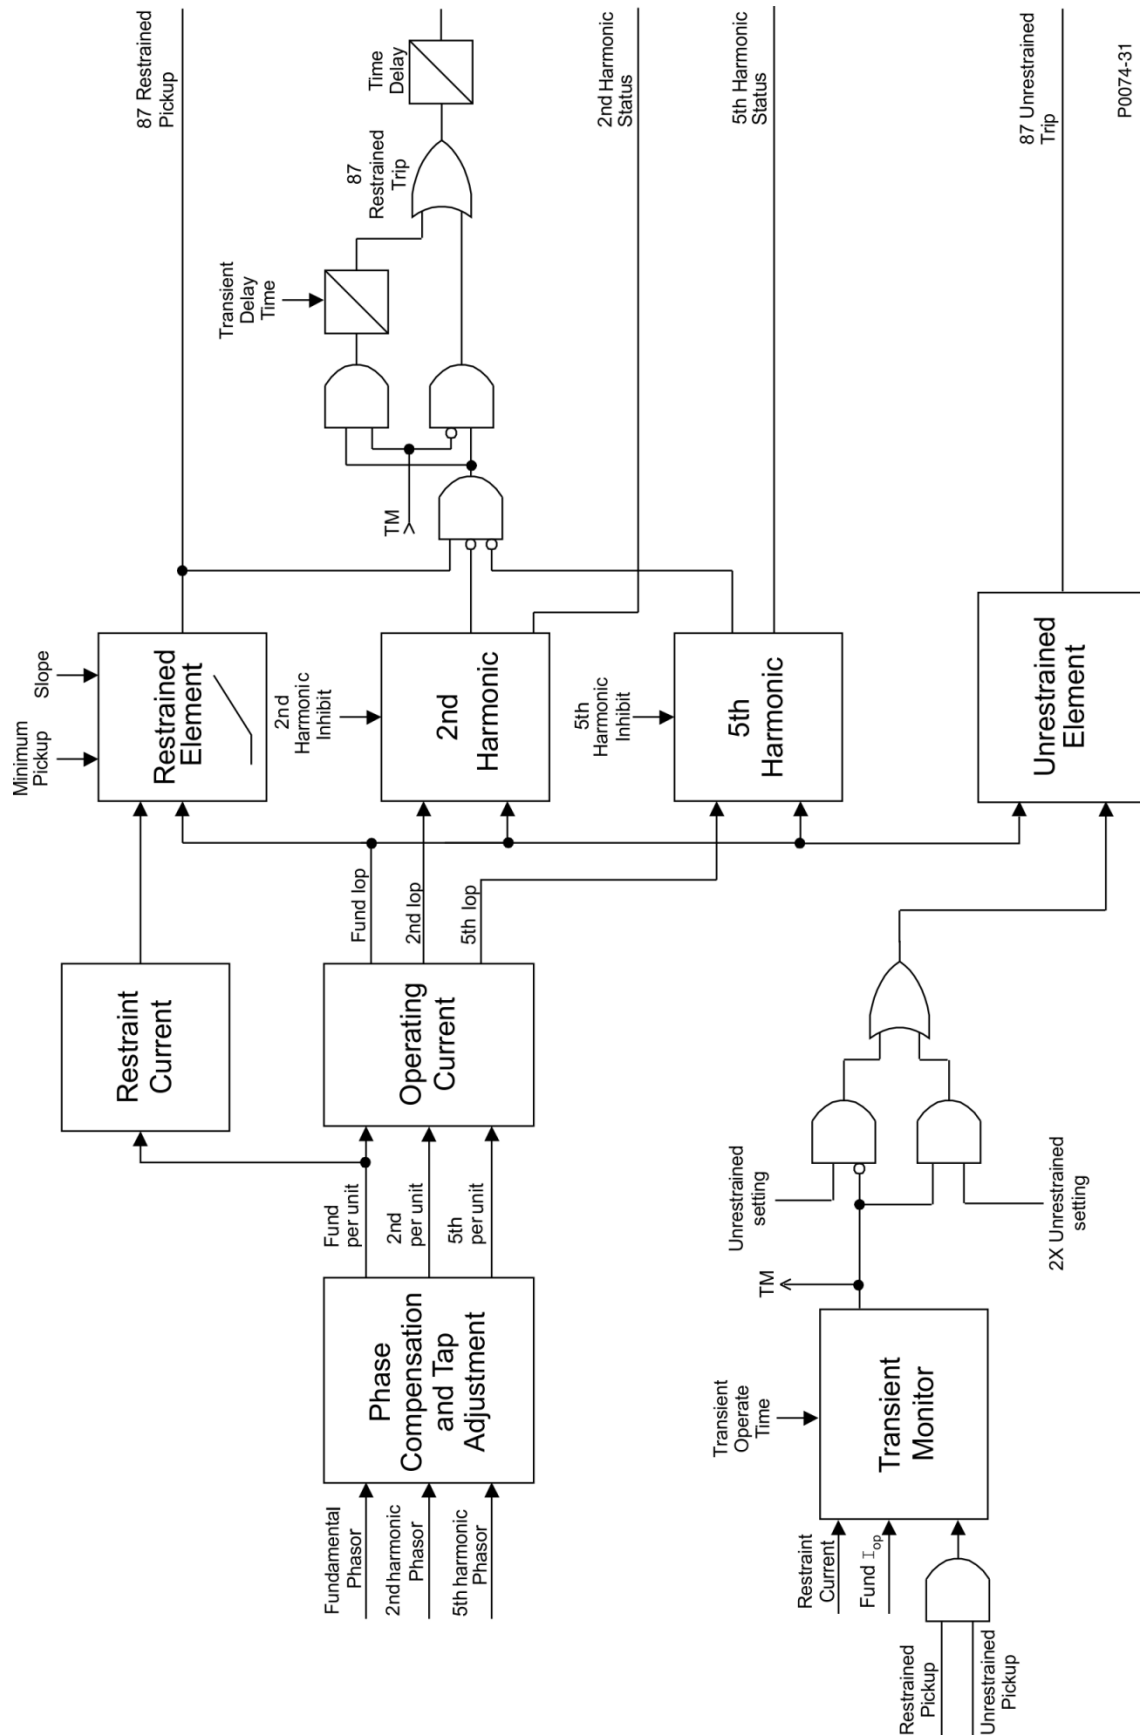 Fundamental
Phasor
2nd harmonic
Phasor
5th harmonic
Phasor
Phase
Compensation
and Tap
Adjustment
Fund
per unit
2nd
per unit
5th
per unit
Restraint
Current
Operating
Current
Fund Iop
2nd Iop
5th Iop
Minimum
Pickup
Slope
Restrained
Element
2nd
Harmonic
Inhibit
2nd
Harmonic
5th
Harmonic
Inhibit
5th
Harmonic
TM
Transient
Delay
Time
87
Restrained
Trip
Time
Delay
87 Restrained
Pickup
2nd Harmonic
Status
5th Harmonic
Status
Restrained
Pickup
Unrestrained
Pickup
Restraint
Current
Fund Iop
Transient
Operate
Time
Transient
Monitor
TM
Unrestrained
setting
2X Unrestrained
setting
Unrestrained
Element
87 Unrestrained
Trip
P0074-31